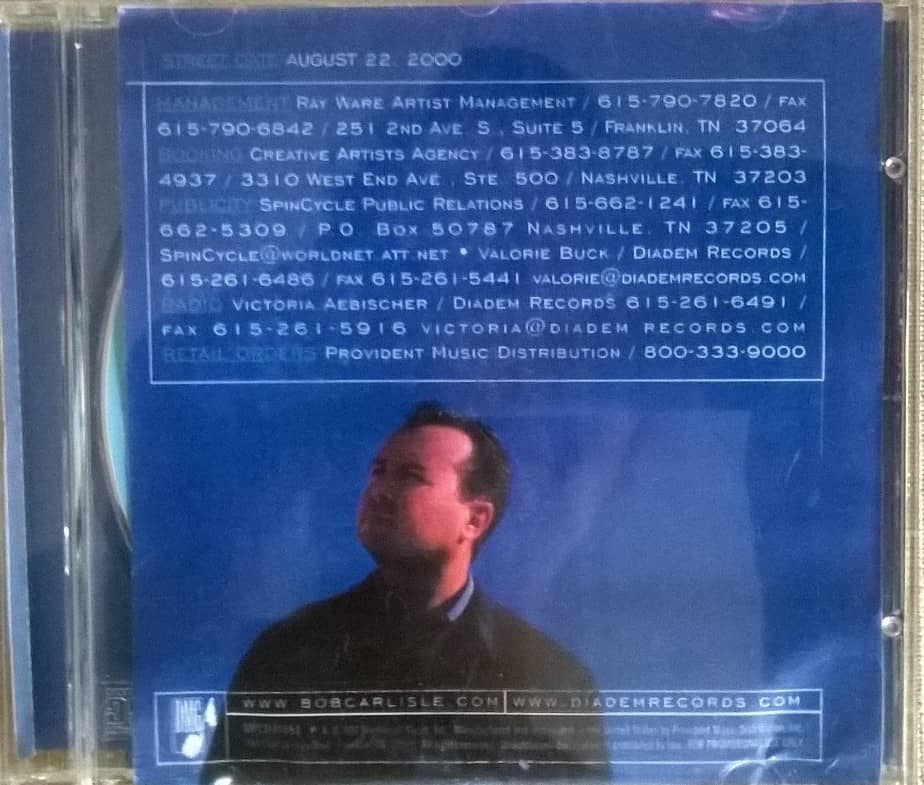 STREET DATE AUGUST 22, 2000
MANAGEMENT RAY WARE ARTIST MANAGEMENT / 615-790-7820 / FAX
615-790-6842 / 251 2ND AVE. S., SUITE 5 / FRANKLIN, TN 37064
BOOKING CREATIVE ARTISTS AGENCY / 615-383-8787 / FAX 615-383-
4937 / 3310 WEST END AVE., STE. 500 / NASHVILLE, TN 37203
PUBLICITY SPINCYCLE PUBLIC RELATIONS / 615-662-1241 / FAX 615-
662-5309 / P.O. BOX 50787 NASHVILLE, TN 37205 /
SPINCYCLE@WORLDNET.ATT.NET • VALORIE BUCK / DIADEM RECORDS /
615-261-6486 / FAX 615-261-5441 VALORIE@DIADEMRECORDS.COM
RADIO VICTORIA AEBISCHER / DIADEM RECORDS 615-261-6491 /
FAX 615-261-5916 VICTORIA@DIADEM RECORDS.COM
RETAIL ORDERS PROVIDENT MUSIC DISTRIBUTION / 800-333-9000
WWW.BOBCARLISLE.COM WWW.DIADEMRECORDS.COM